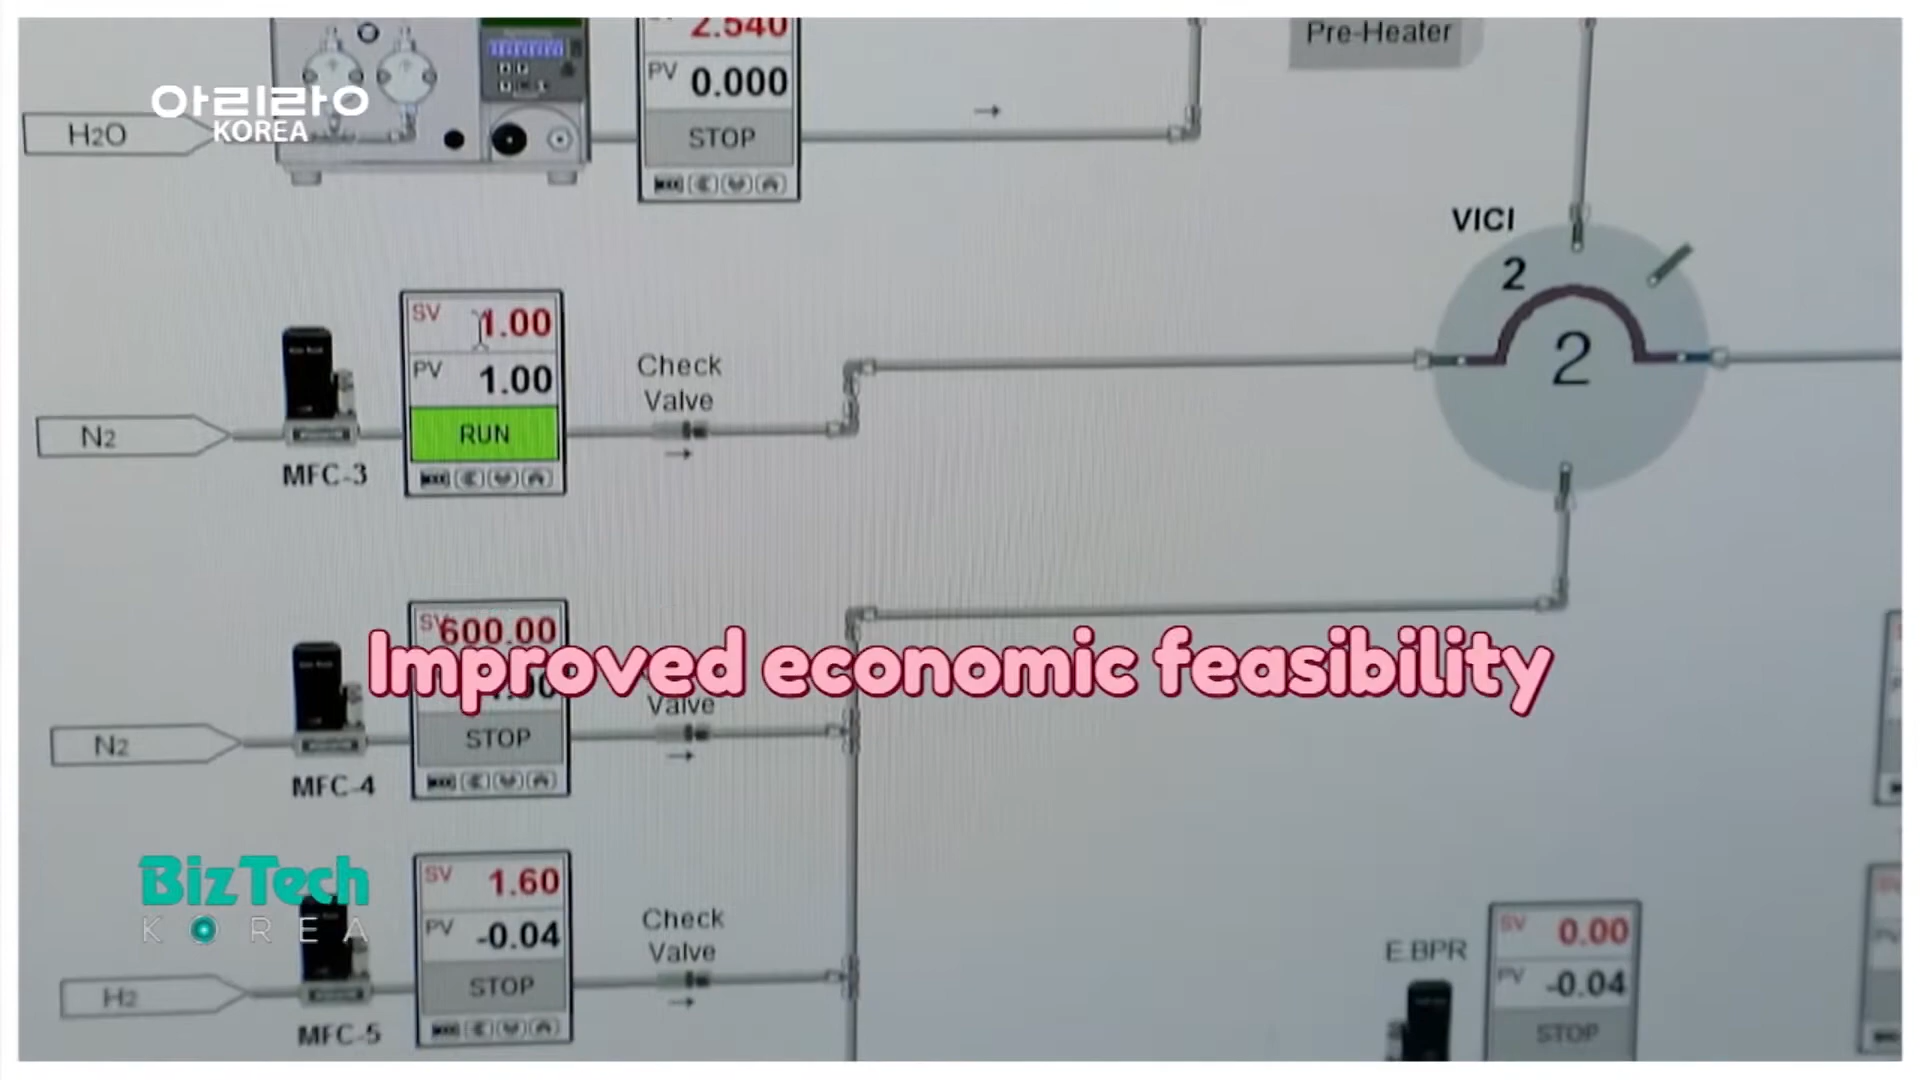 2.540
Pre-Heater
PV 0.000
아리랑
KOREA
H2O
STOP
VICI
2
2
SV 1.00
PV 1.00
RUN
Check
Valve
N2
MFC-3
SV 600.00
Improved economic feasibility
Valve
STOP
N2
MFC-4
BizTech
KOREA
SV 1.60
PV -0.04
STOP
Check
Valve
H2
MFC-5
E.BPR
SV 0.00
PV -0.04
STOP